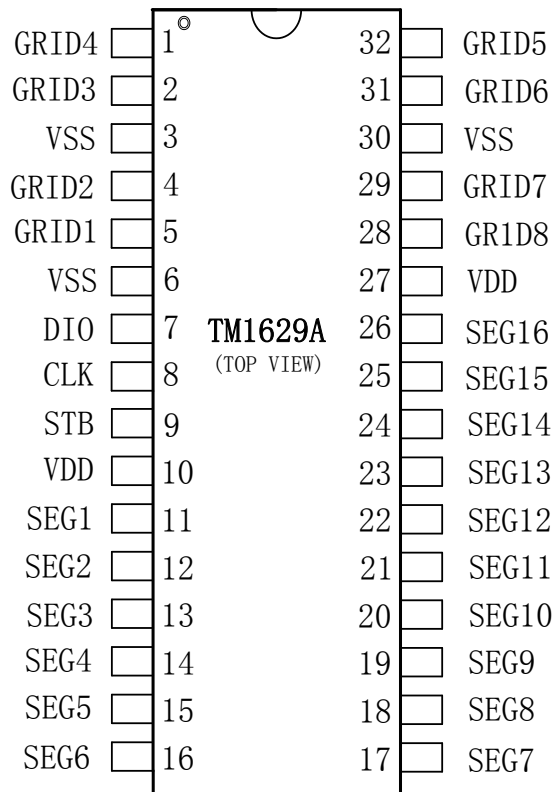 GRID4 1 32 GRID5
GRID3 2 31 GRID6
VSS 3 30 VSS
GRID2 4 29 GRID7
GRID1 5 28 GR1D8
VSS 6 27 VDD
DIO 7 TM1629A 26 SEG16
(TOP VIEW)
CLK 8 25 SEG15
STB 9 24 SEG14
VDD 10 23 SEG13
SEG1 11 22 SEG12
SEG2 12 21 SEG11
SEG3 13 20 SEG10
SEG4 14 19 SEG9
SEG5 15 18 SEG8
SEG6 16 17 SEG7